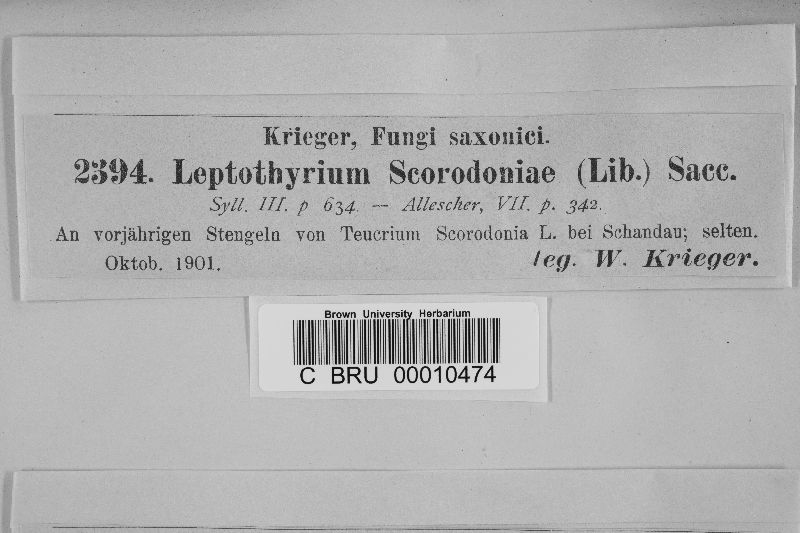 Krieger, Fungi saxonici.
2394. Leptothyrium Scorodoniae (Lib.) Sacc.
Syll. III. p 634. — Allescher, VII. p. 342.
An vorjährigen Stengeln von Teucrium Scorodonia L. bei Schandau; selten.
Oktob. 1901. leg. W. Krieger.
Brown University Herbarium
C BRU 00010474